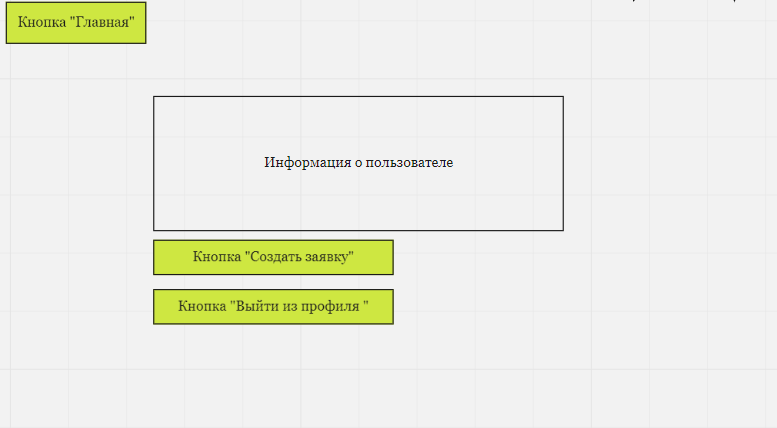 Кнопка "Главная"
Информация о пользователе
Кнопка "Создать заявку"
Кнопка "Выйти из профиля "